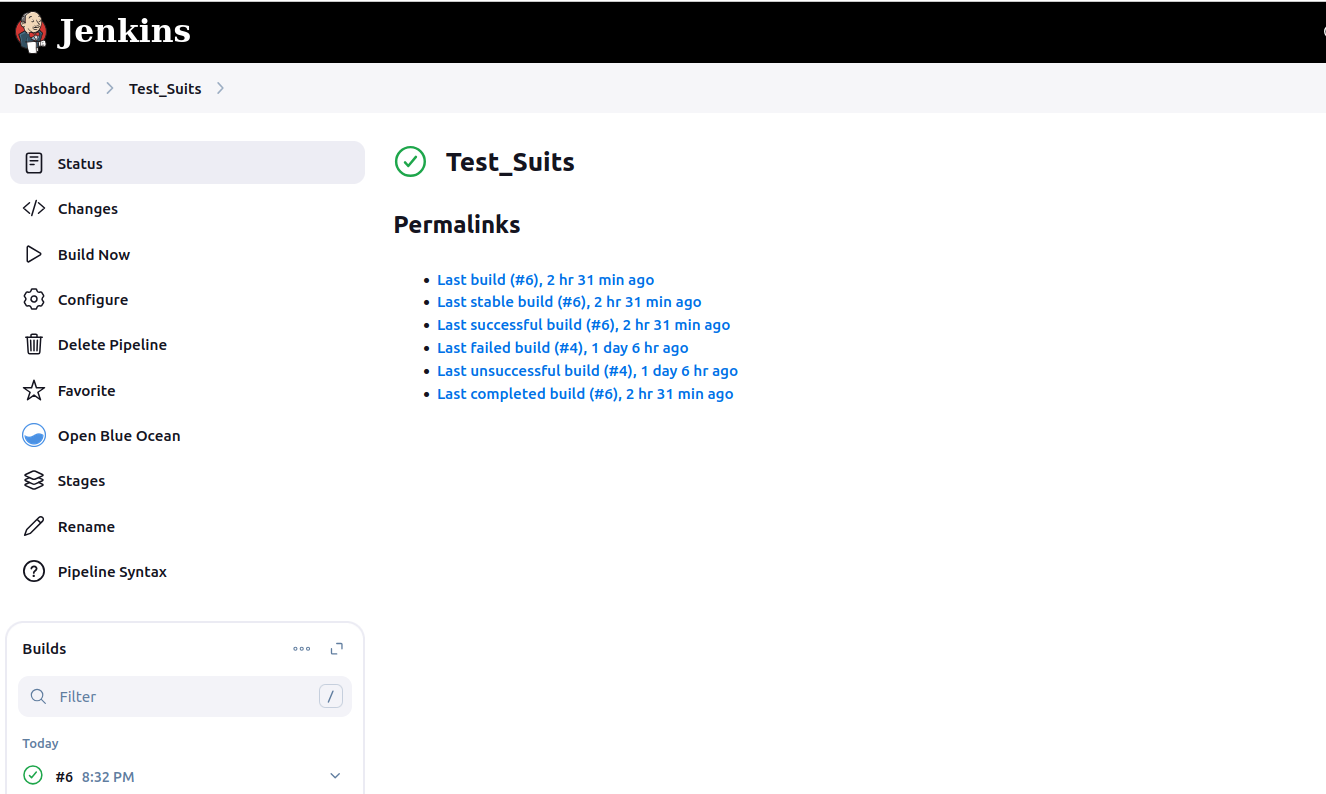 Jenkins
Dashboard
Test_Suits
Status
Changes
Build Now
Configure
Delete Pipeline
Favorite
Open Blue Ocean
Stages
Rename
Pipeline Syntax
Builds
Filter
/
Today
#6 8:32 PM
Test_Suits
Permalinks
Last build (#6), 2 hr 31 min ago
Last stable build (#6), 2 hr 31 min ago
Last successful build (#6), 2 hr 31 min ago
Last failed build (#4), 1 day 6 hr ago
Last unsuccessful build (#4), 1 day 6 hr ago
Last completed build (#6), 2 hr 31 min ago